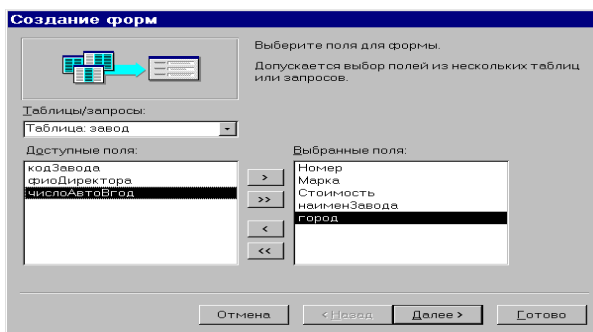 Создание форм
Выберите поля для формы.
Допускается выбор полей из нескольких таблиц
или запросов.
Таблицы/запросы:
Таблица: завод
Доступные поля:
Выбранные поля:
кодЗавода
фиоДиректора
числоАвтоВгод
>
>>
<
<<
Номер
Марка
Стоимость
наименЗавода
город
Отмена
< Назад
Далее >
Готово